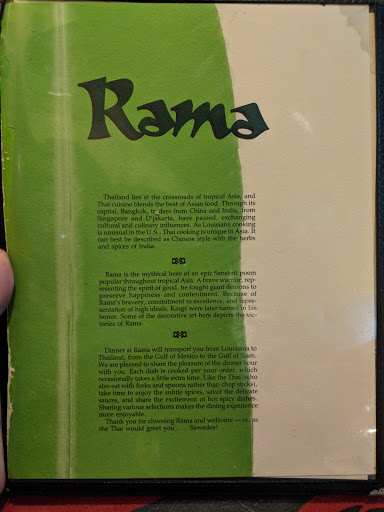 Rama
Thailand lies at the crossroads of tropical Asia, and
Thai cuisine blends the best of Asian food. Through its
capital, Bangkok, traders from China and India, from
Singapore and D'jakarta, have passed, exchanging
cultural and culinary influences. As Louisiana cooking
is unusual in the U.S., Thai cooking is unique in Asia. It
can best be described as Chinese style with the herbs
and spices of India.
Rama is the mythical hero of an epic Sanskrit poem
popular throughout tropical Asia. A brave warrior, rep-
resenting the spirit of good, he fought giant demons to
preserve happiness and contentment. Because of
Rama's bravery, commitment to excellence, and repre-
sentation of high ideals, Kings were later named in his
honor. Some of the decorative art here depicts the vic-
tories of Rama.
Dinner at Rama will transport you from Louisiana to
Thailand, from the Gulf of Mexico to the Gulf of Siam.
We are pleased to share the pleasure of the dinner hour
with you. Each dish is cooked per your order, which
occasionally takes a little extra time. Like the Thai (who
also eat with forks and spoons rather than chop sticks),
take time to enjoy the subtle spices, savor the delicate
sauces, and share the excitement of hot spicy dishes.
Sharing various selections makes the dining experience
more enjoyable.
Thank you for choosing Rama and welcome — or, as
the Thai would greet you . . . Sawadee!